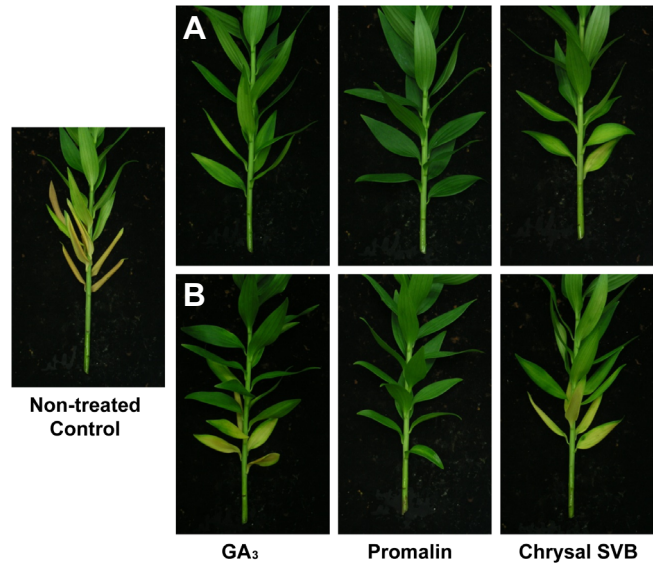 A
B
Non-treated
Control
GA₃
Promalin
Chrysal SVB